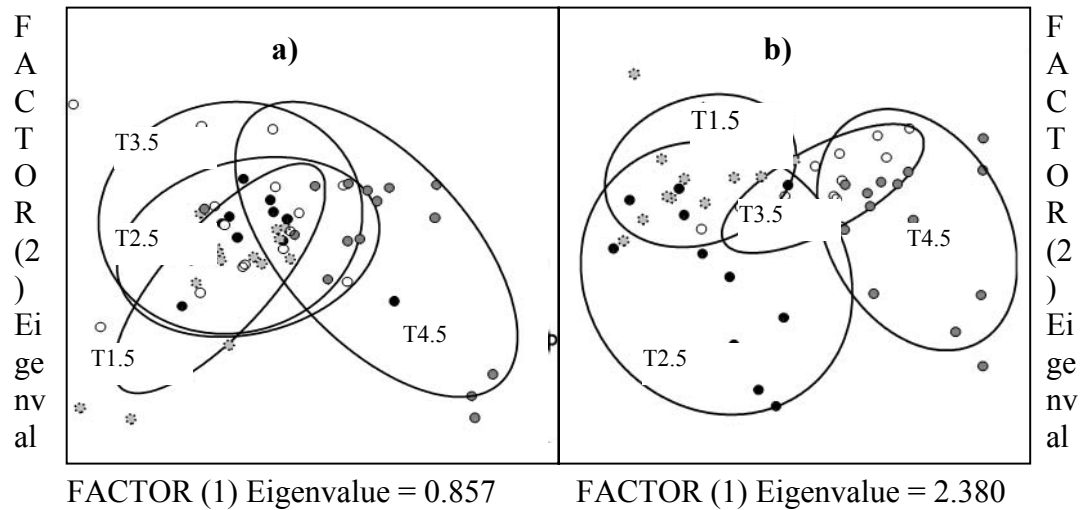 F
A
C
T
O
R
(2
)
Ei
ge
nv
al
a)
T3.5
T2.5
T1.5
T4.5
b)
T1.5
T3.5
T4.5
T2.5
F
A
C
T
O
R
(2
)
Ei
ge
nv
al
FACTOR (1) Eigenvalue = 0.857
FACTOR (1) Eigenvalue = 2.380